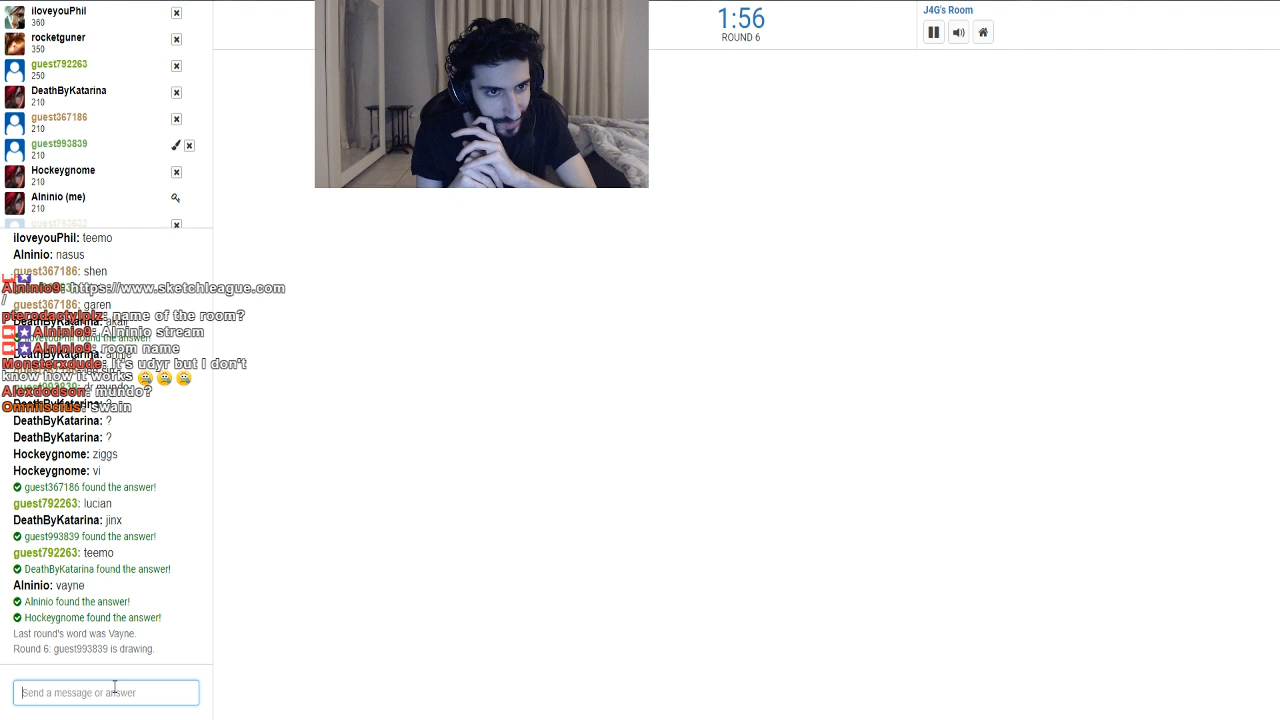 iloveyouPhil
360
rocketguner
350
guest792263
250
DeathByKatarina
210
guest367186
210
guest993839
210
Hockeygnome
210
Alninio (me)
210
1:56
ROUND 6
J4G's Room
iloveyouPhil: teemo
Alninio: nasus
guest367186: shen
Alninio9: https://www.sketchleague.com
/
guest367186: garen
pterodactylplz: name of the room?
Alninio9: Alninio stream
Alninio9: room name
Monsterxdude: It's udyr but I don't
know how it works
Alexdodson: mundo?
Omniscius: swain
DeathByKatarina: ?
DeathByKatarina: ?
Hockeygnome: ziggs
Hockeygnome: vi
guest367186 found the answer!
guest792263: lucian
DeathByKatarina: jinx
guest993839 found the answer!
guest792263: teemo
DeathByKatarina found the answer!
Alninio: vayne
Alninio found the answer!
Hockeygnome found the answer!
Last round's word was Vayne.
Round 6: guest993839 is drawing.
Send a message or answer